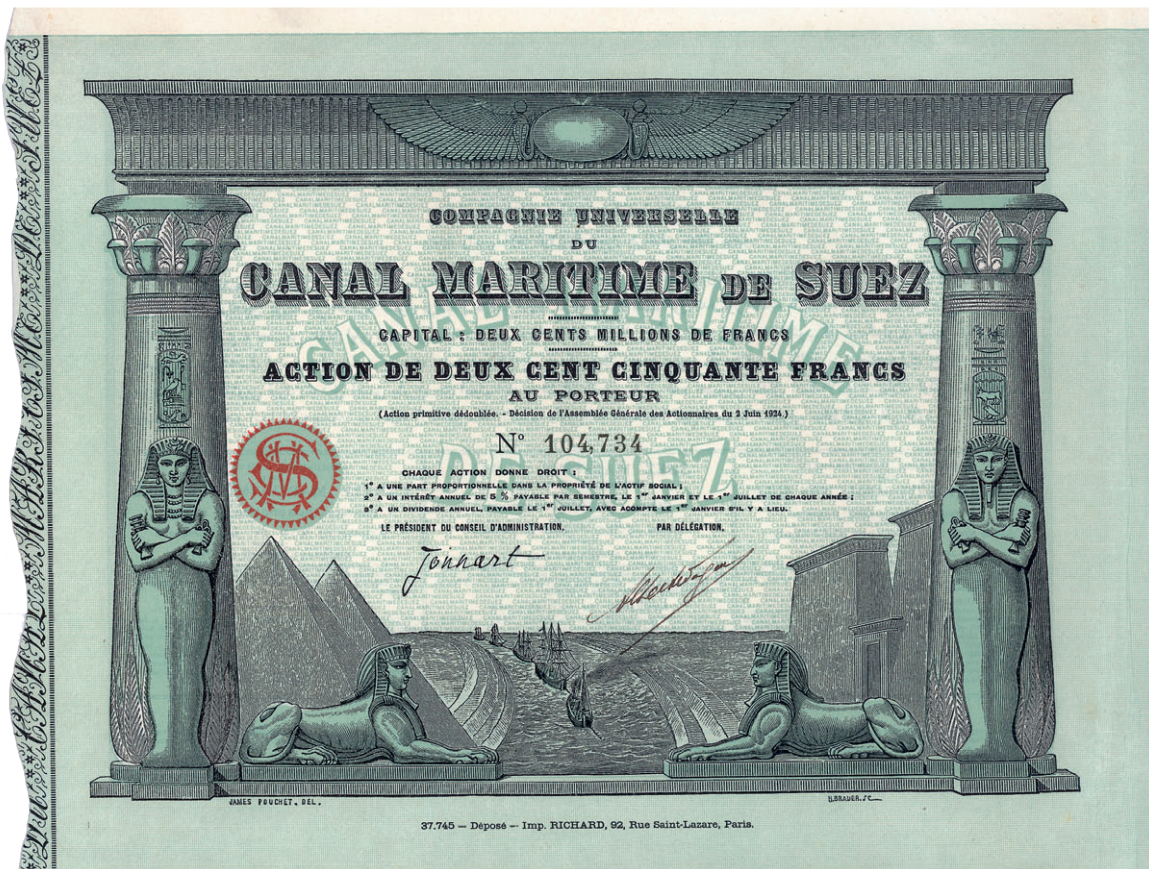 COMPAGNIE UNIVERSELLE
DU
CANAL MARITIME DE SUEZ
CAPITAL : DEUX CENTS MILLIONS DE FRANCS
ACTION DE DEUX CENT CINQUANTE FRANCS
AU PORTEUR
(Action primitive dédoublée. - Décision de l'Assemblée Générale des Actionnaires du 2 Juin 1924.)
N° 104,734
CHAQUE ACTION DONNE DROIT :
1° A UNE PART PROPORTIONNELLE DANS LA PROPRIÉTÉ DE L'ACTIF SOCIAL ;
2° A UN INTÉRÊT ANNUEL DE 5 % PAYABLE PAR SEMESTRE, LE 1er JANVIER ET LE 1er JUILLET DE CHAQUE ANNÉE ;
3° A UN DIVIDENDE ANNUEL, PAYABLE LE 1er JUILLET, AVEC ACOMPTE LE 1er JANVIER S'IL Y A LIEU.
LE PRÉSIDENT DU CONSEIL D'ADMINISTRATION. PAR DÉLÉGATION.
Jonnart
CANAL MARITIME
DE SUEZ
JAMES POUCHET. DEL. H. BRAUER. SC
37.745 — Déposé — Imp. RICHARD, 92, Rue Saint-Lazare, Paris.